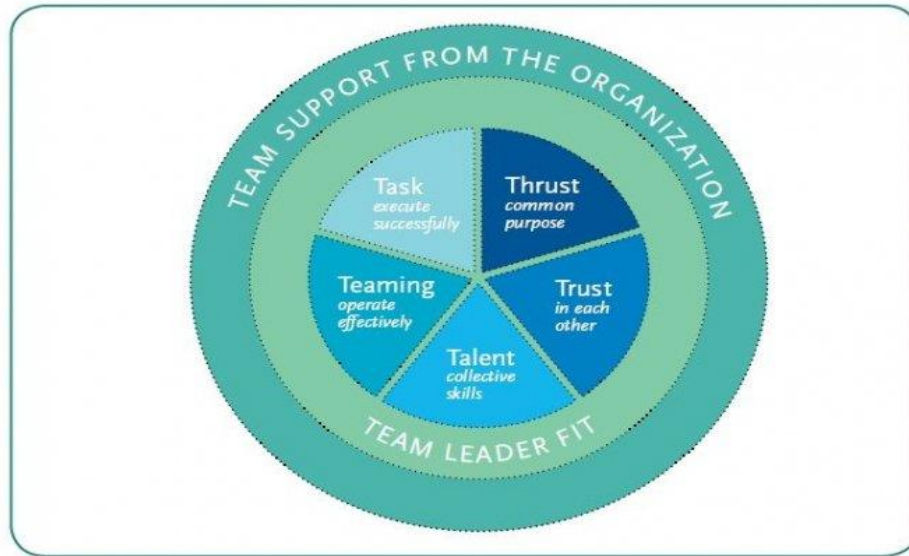 TEAM SUPPORT FROM THE ORGANIZATION
Task
execute
successfully
Thrust
common
purpose
Teaming
operate
effectively
Trust
in each
other
Talent
collective
skills
TEAM LEADER FIT